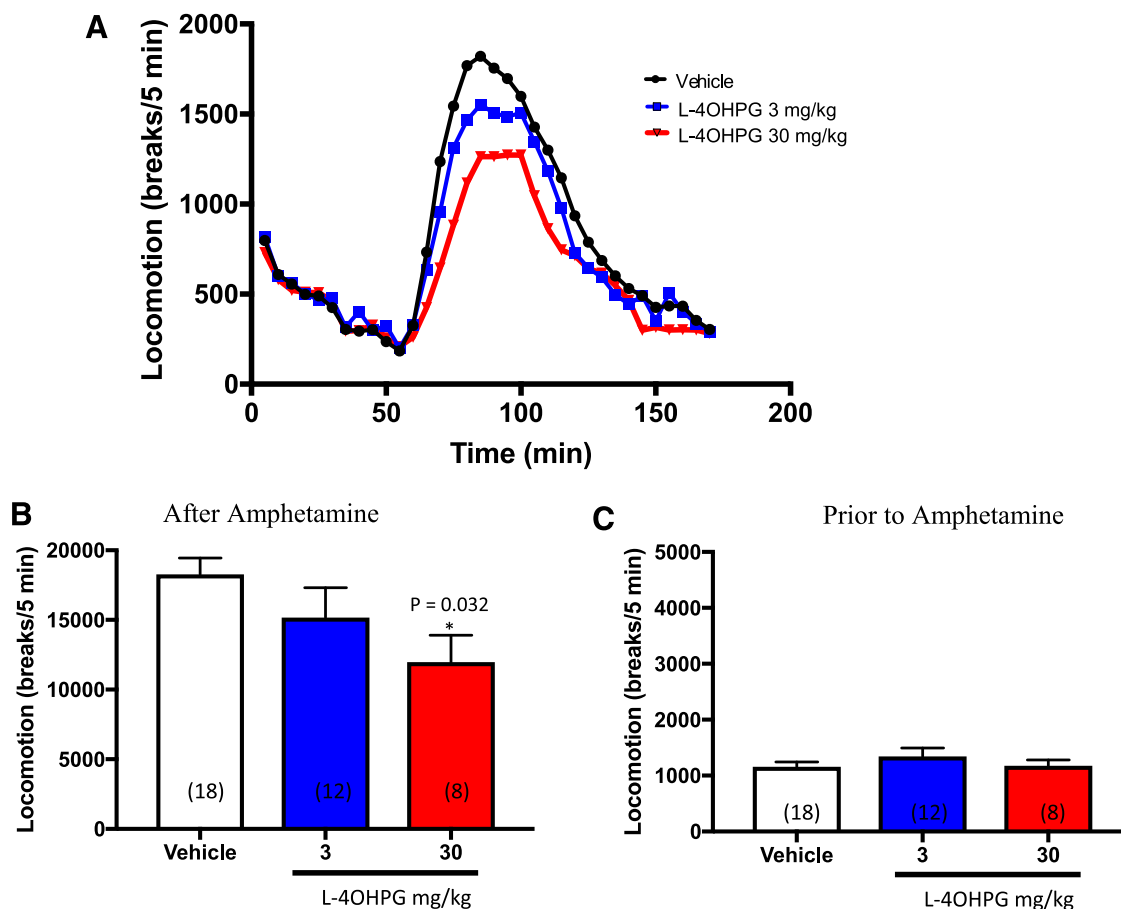 A
Locomotion (breaks/5 min)
2000
1500
1000
500
0
0 50 100 150 200
Time (min)
Vehicle
L-4OHPG 3 mg/kg
L-4OHPG 30 mg/kg
B
After Amphetamine
Locomotion (breaks/5 min)
20000
15000
10000
5000
0
P = 0.032
*
(18) (12) (8)
Vehicle 3 30
L-4OHPG mg/kg
C
Prior to Amphetamine
Locomotion (breaks/5 min)
5000
4000
3000
2000
1000
0
(18) (12) (8)
Vehicle 3 30
L-4OHPG mg/kg